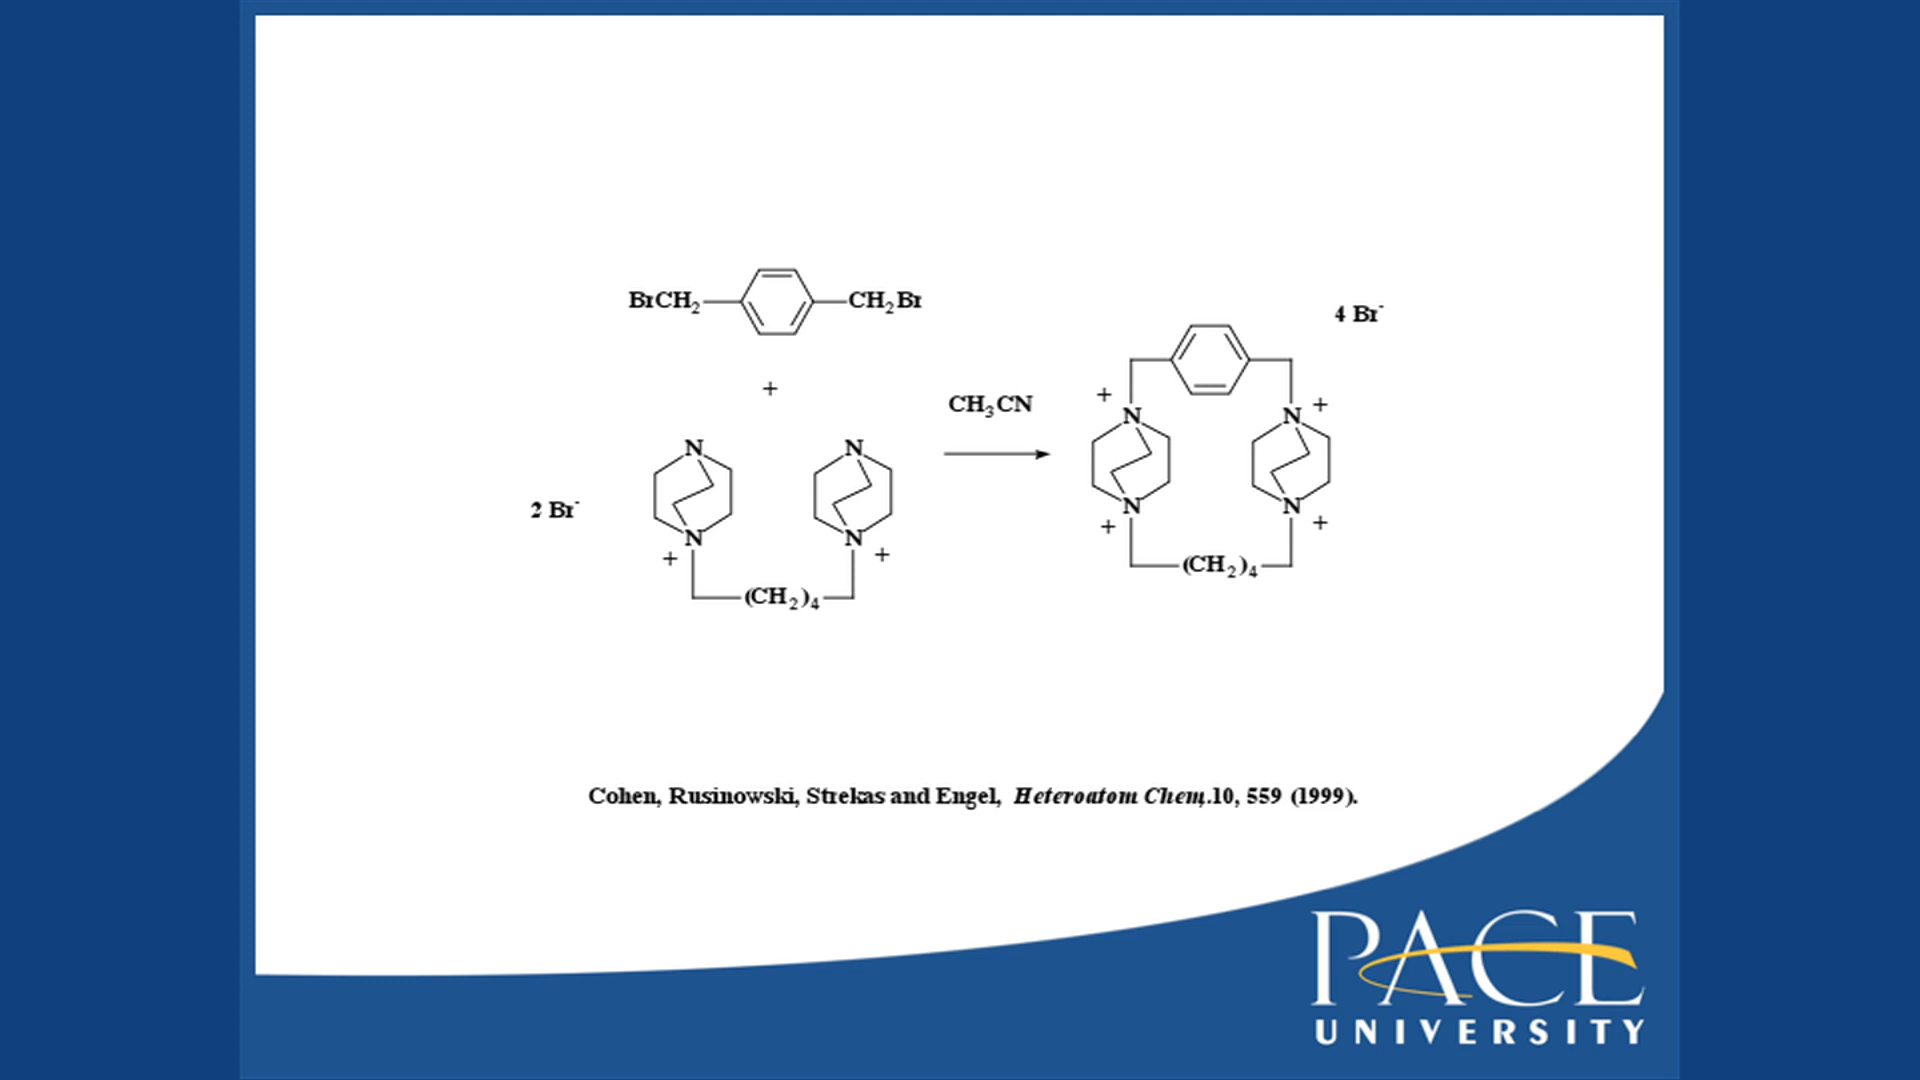 BrCH₂ CH₂Br
+
2 Br⁻
N N
N N
+ +
(CH₂)₄
CH₃CN
4 Br⁻
+ +
N N
N N
+ +
(CH₂)₄
Cohen, Rusinowski, Strekas and Engel, Heteroatom Chem.10, 559 (1999).
PACE
UNIVERSITY